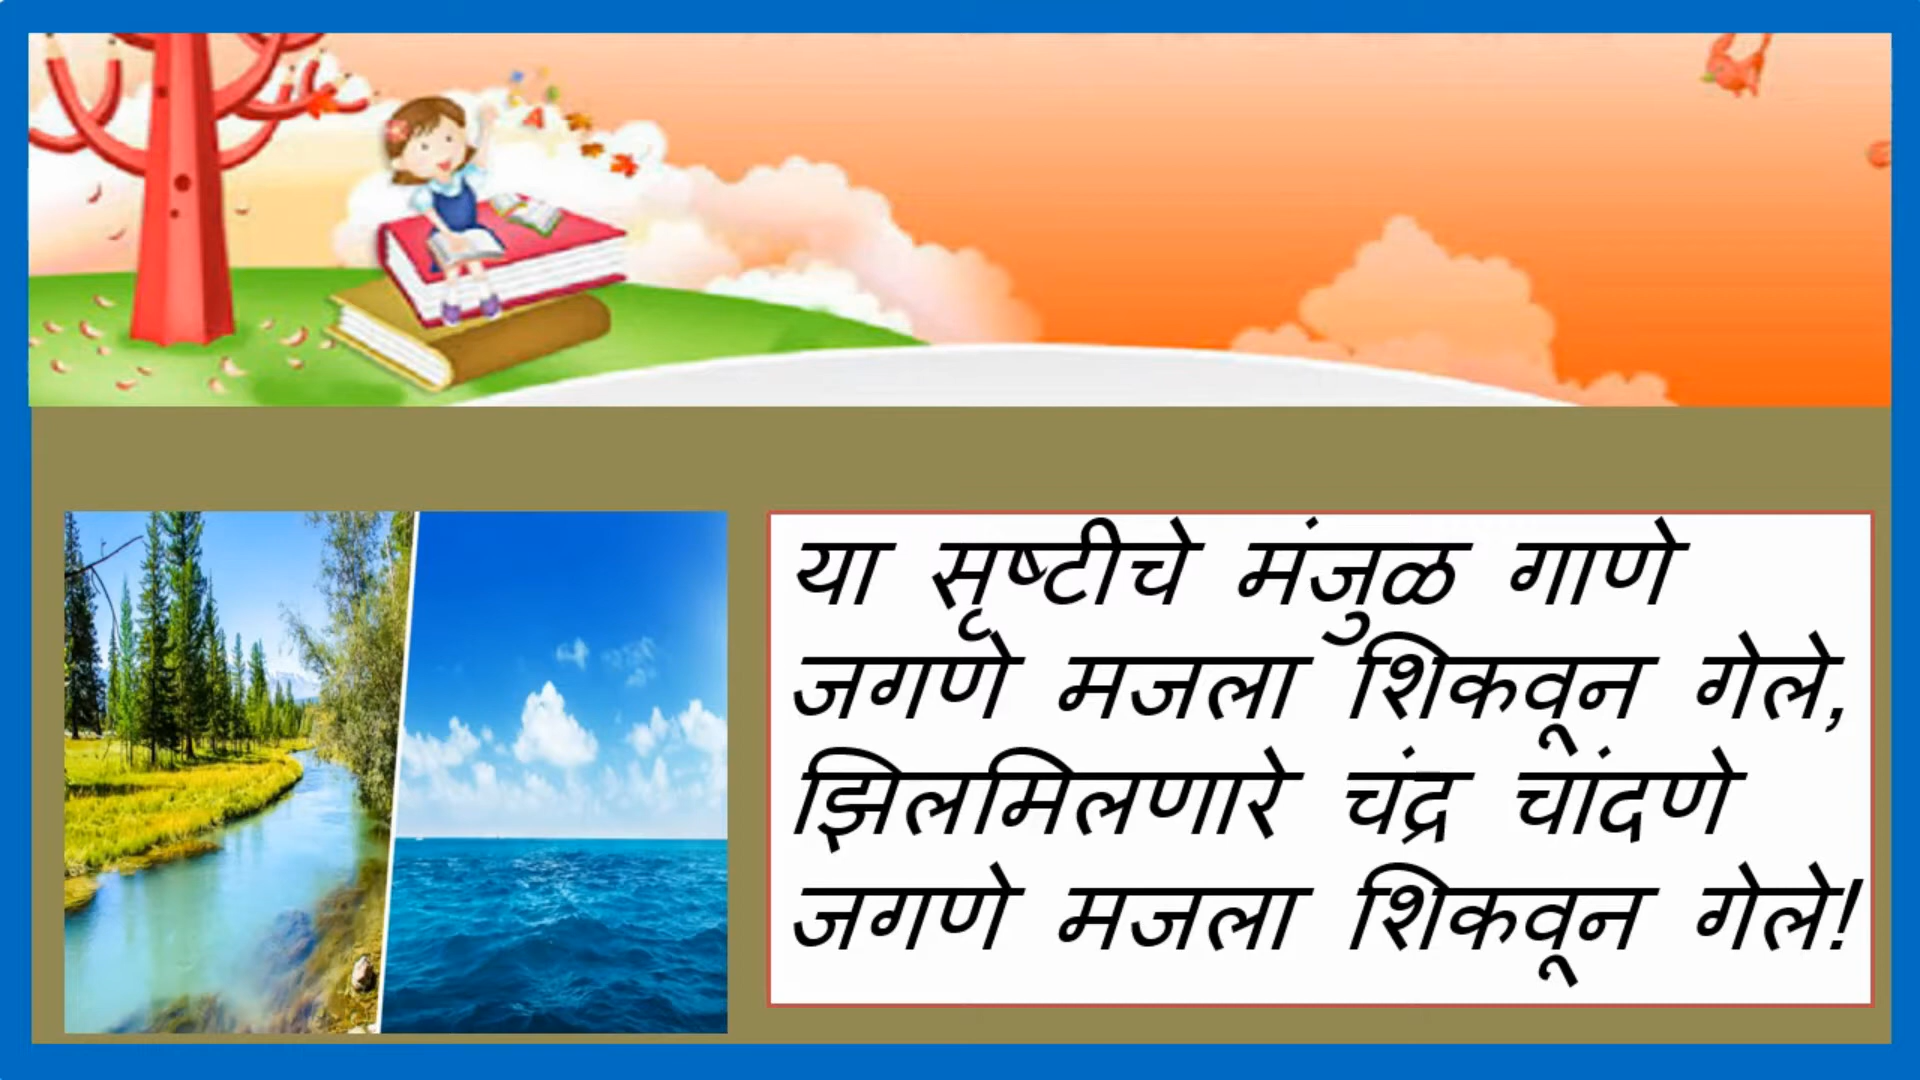 या सृष्टीचे मंजुळ गाणे
जगणे मजला शिकवून गेले,
झिलमिलणारे चंद्र चांदणे
जगणे मजला शिकवून गेले!